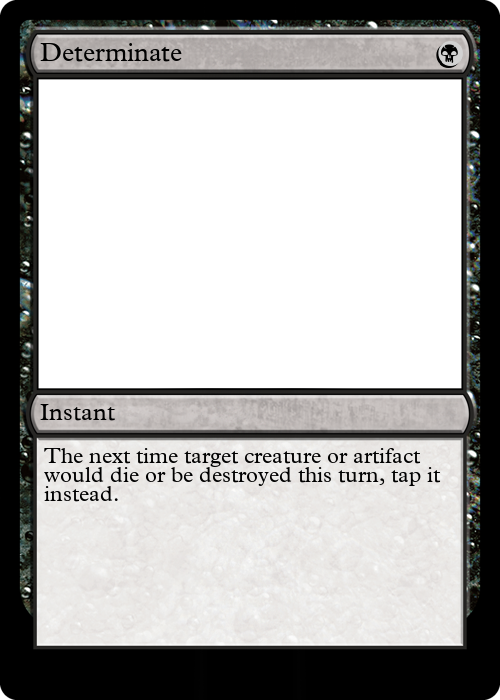 Determinate
Instant
The next time target creature or artifact
would die or be destroyed this turn, tap it
instead.